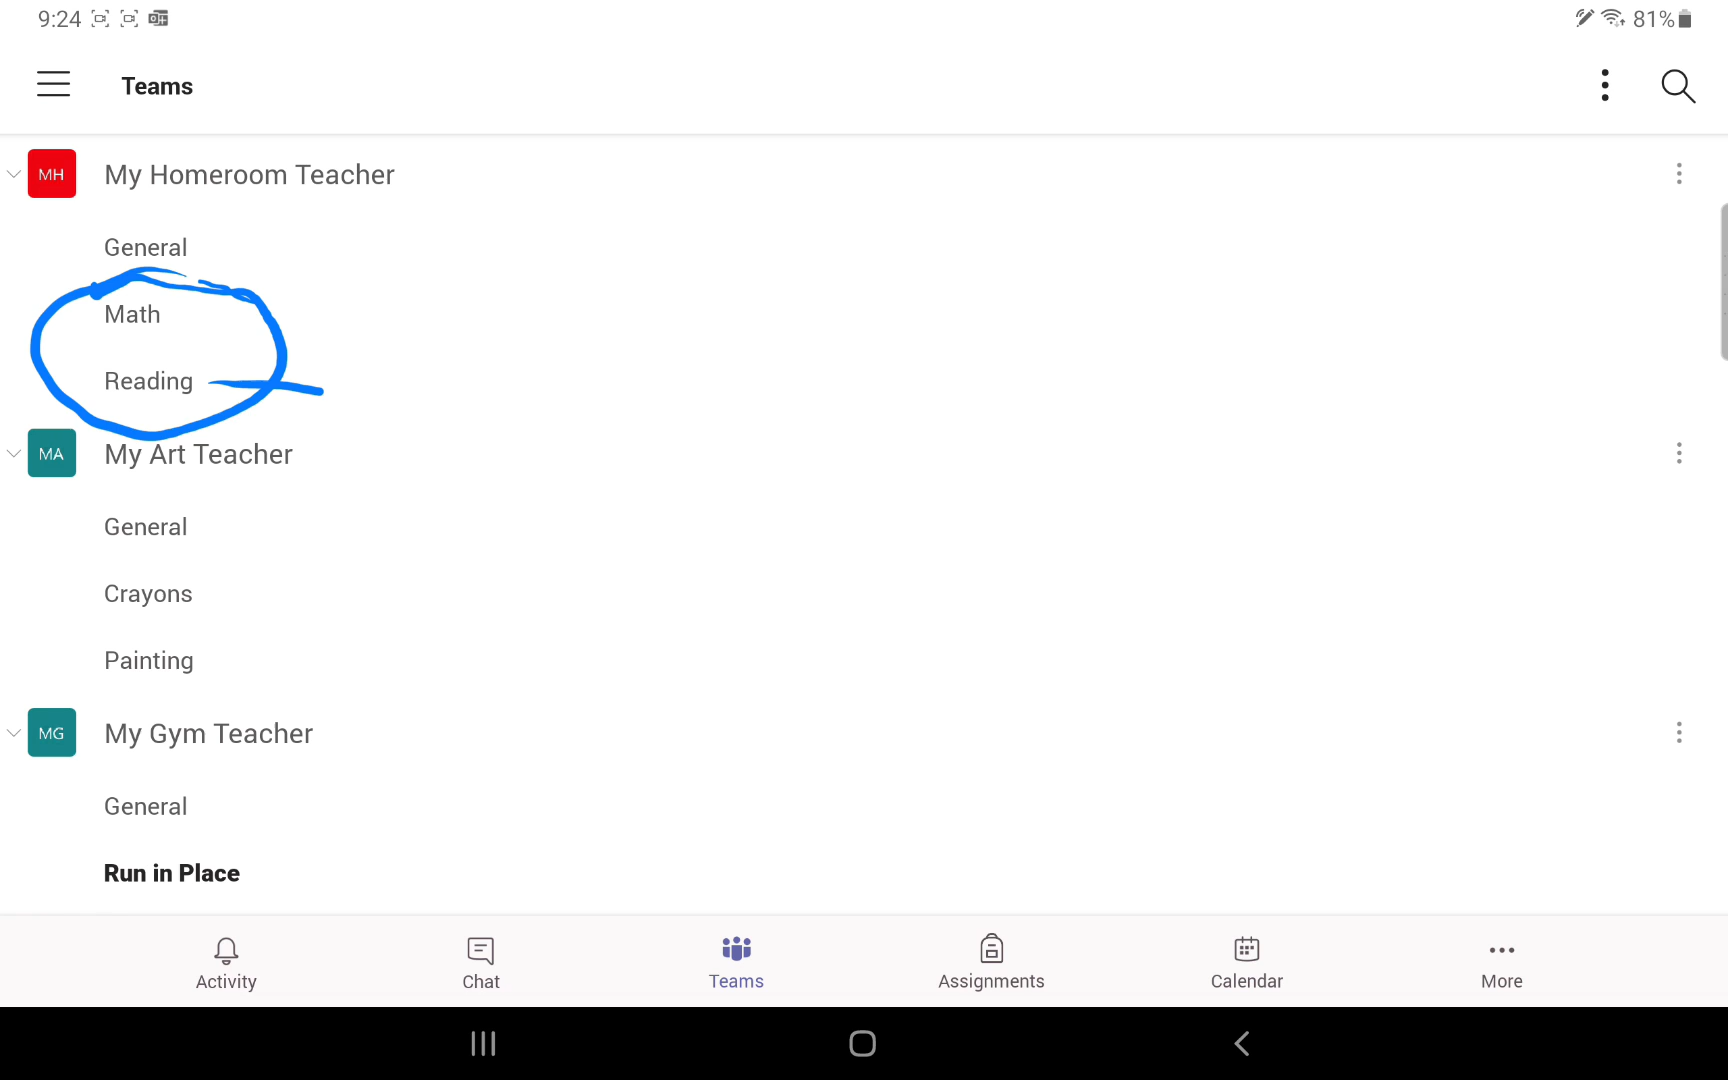 9:24 81%
Teams
MH My Homeroom Teacher
General
Math
Reading
MA My Art Teacher
General
Crayons
Painting
MG My Gym Teacher
General
Run in Place
Activity Chat Teams Assignments Calendar More